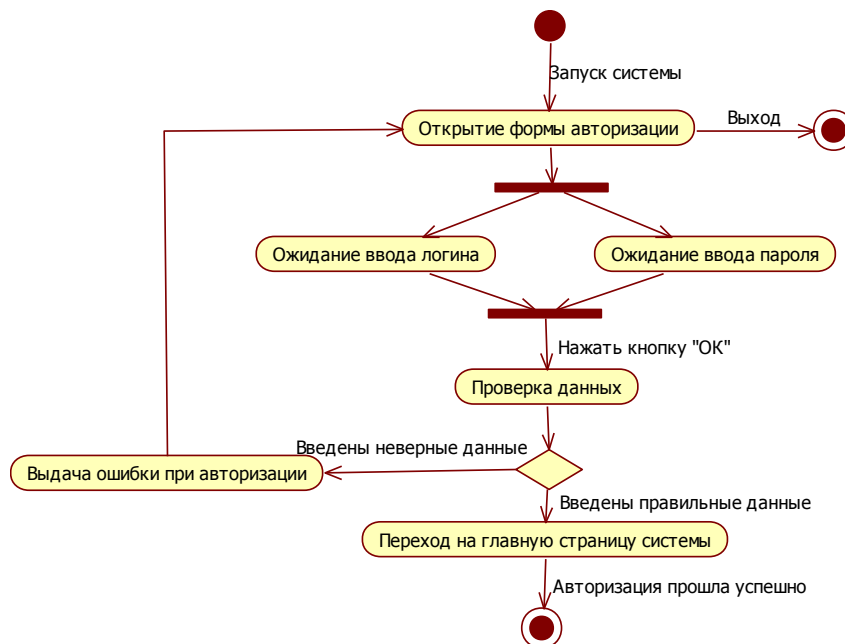 Запуск системы
Открытие формы авторизации
Выход
Ожидание ввода логина
Ожидание ввода пароля
Нажать кнопку "ОК"
Проверка данных
Введены неверные данные
Выдача ошибки при авторизации
Введены правильные данные
Переход на главную страницу системы
Авторизация прошла успешно